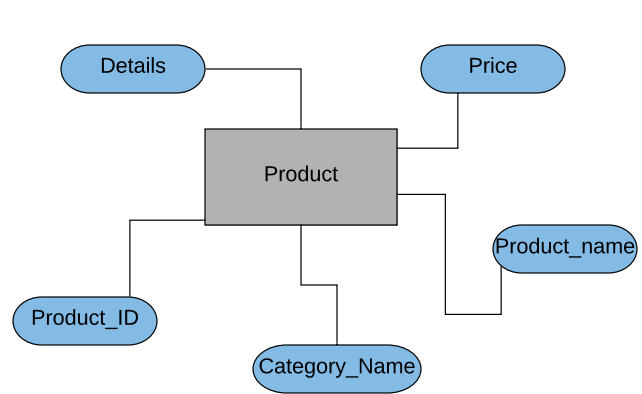 Details
Price
Product
Product_name
Product_ID
Category_Name